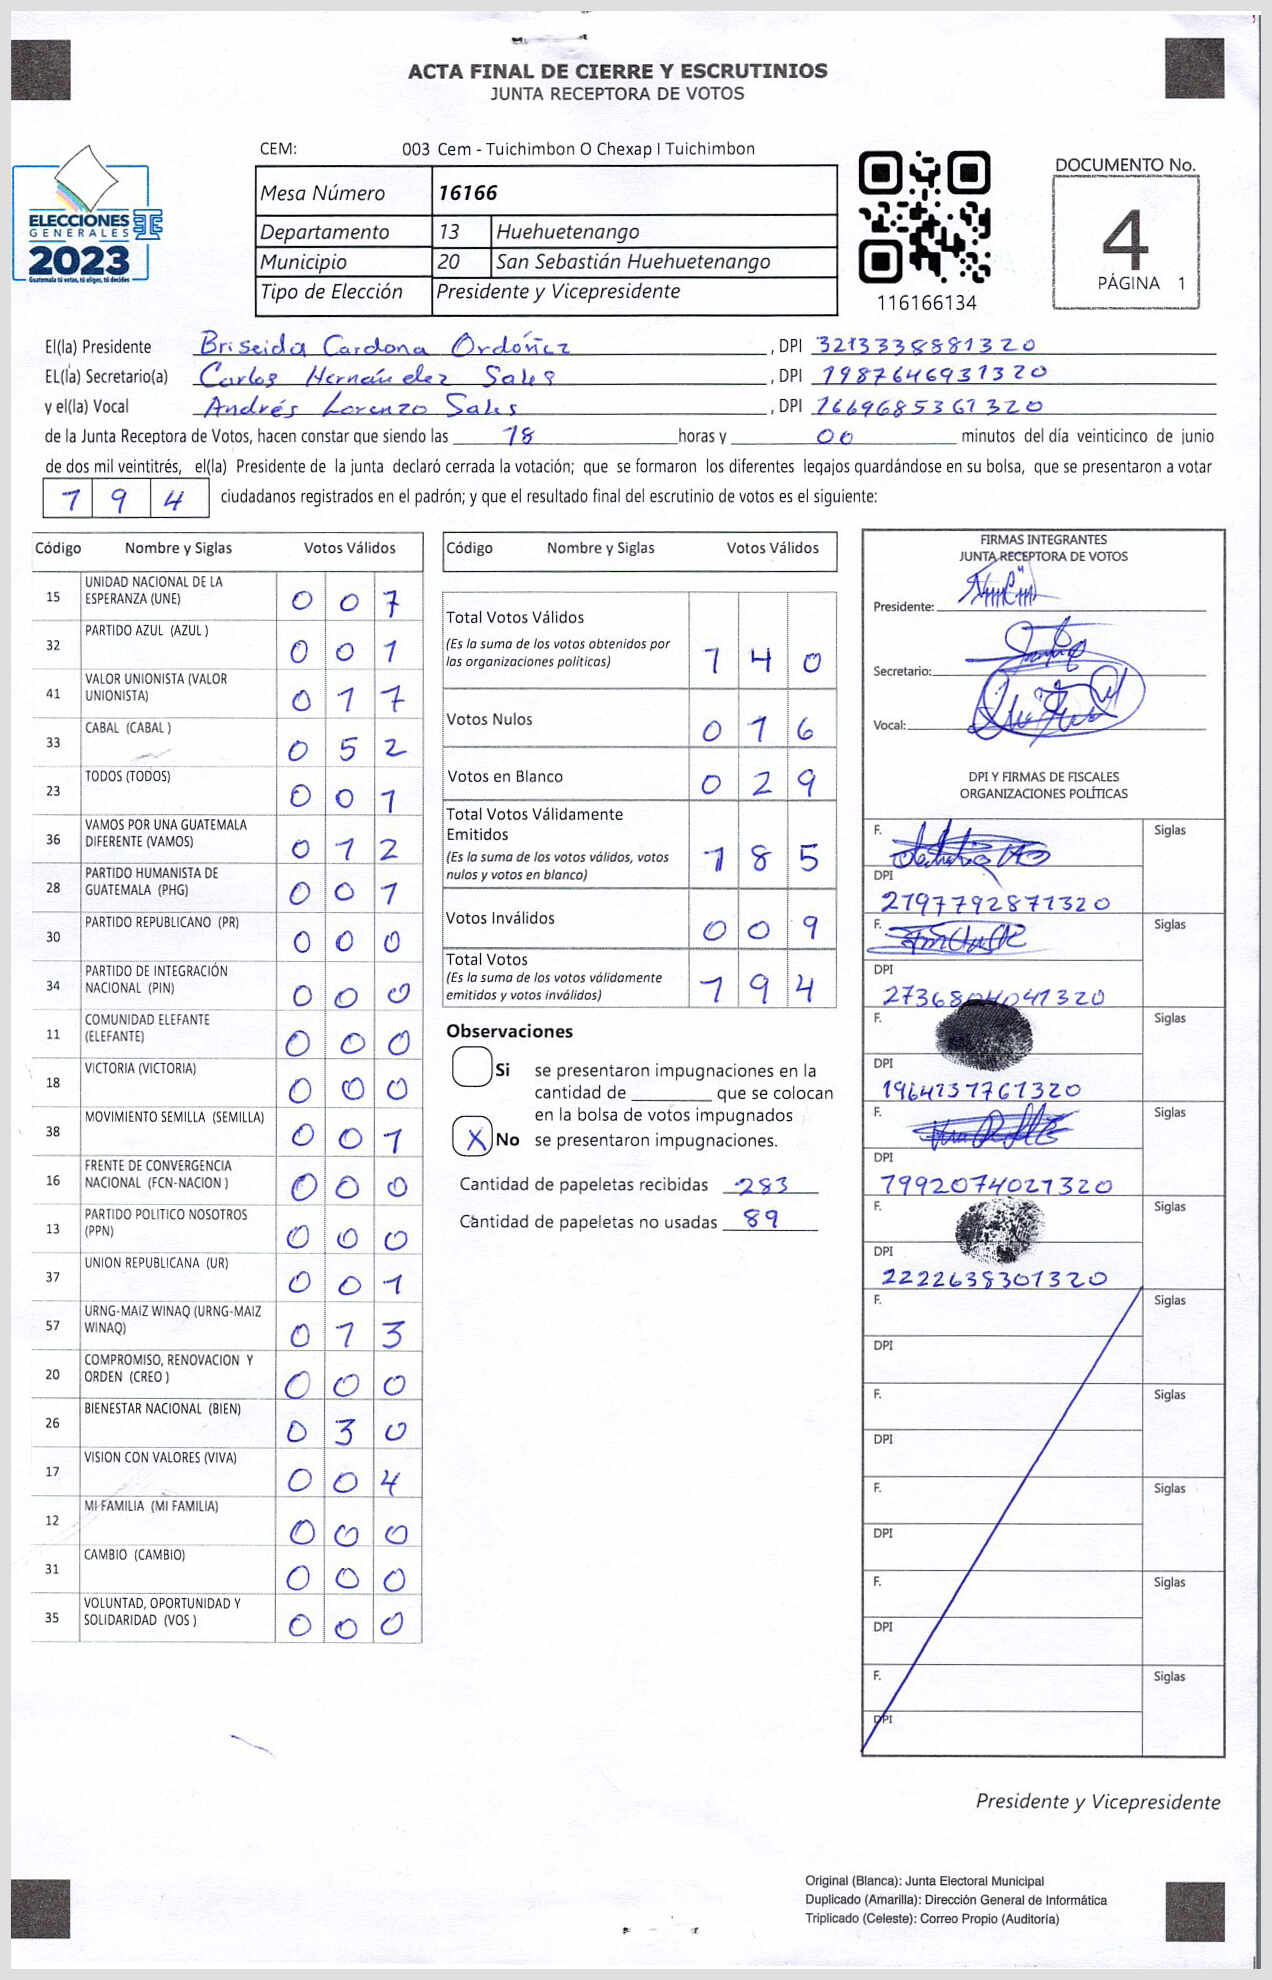 ACTA FINAL DE CIERRE Y ESCRUTINIOS
JUNTA RECEPTORA DE VOTOS
ELECCIONES
GENERALES
2023
Guatemala tú votas, tú eliges, tú decides
CEM: 003 Cem - Tuichimbon O Chexap I Tuichimbon
Mesa Número 16166
Departamento 13 Huehuetenango
Municipio 20 San Sebastián Huehuetenango
Tipo de Elección Presidente y Vicepresidente
116166134
DOCUMENTO No.
4
PÁGINA 1
El(la) Presidente Briseida Cardona Ordóñez , DPI 3213338881320
EL(la) Secretario(a) Carlos Hernández Sales , DPI 1987646931320
y el(la) Vocal Andrés Lorenzo Sales , DPI 1669685361320
de la Junta Receptora de Votos, hacen constar que siendo las 18 horas y 00 minutos del día veinticinco de junio
de dos mil veintitrés, el(la) Presidente de la junta declaró cerrada la votación; que se formaron los diferentes legajos guardándose en su bolsa, que se presentaron a votar
1 9 4 ciudadanos registrados en el padrón; y que el resultado final del escrutinio de votos es el siguiente:
Código Nombre y Siglas Votos Válidos
15 UNIDAD NACIONAL DE LA
ESPERANZA (UNE) 0 0 7
32 PARTIDO AZUL (AZUL ) 0 0 1
41 VALOR UNIONISTA (VALOR
UNIONISTA) 0 1 7
33 CABAL (CABAL ) 0 5 2
23 TODOS (TODOS) 0 0 1
36 VAMOS POR UNA GUATEMALA
DIFERENTE (VAMOS) 0 1 2
28 PARTIDO HUMANISTA DE
GUATEMALA (PHG) 0 0 1
30 PARTIDO REPUBLICANO (PR) 0 0 0
34 PARTIDO DE INTEGRACIÓN
NACIONAL (PIN) 0 0 0
11 COMUNIDAD ELEFANTE
(ELEFANTE) 0 0 0
18 VICTORIA (VICTORIA) 0 0 0
38 MOVIMIENTO SEMILLA (SEMILLA) 0 0 1
16 FRENTE DE CONVERGENCIA
NACIONAL (FCN-NACION ) 0 0 0
13 PARTIDO POLITICO NOSOTROS
(PPN) 0 0 0
37 UNION REPUBLICANA (UR) 0 0 1
57 URNG-MAIZ WINAQ (URNG-MAIZ
WINAQ) 0 1 3
20 COMPROMISO, RENOVACION Y
ORDEN (CREO ) 0 0 0
26 BIENESTAR NACIONAL (BIEN) 0 3 0
17 VISION CON VALORES (VIVA) 0 0 4
12 MI FAMILIA (MI FAMILIA) 0 0 0
31 CAMBIO (CAMBIO) 0 0 0
35 VOLUNTAD, OPORTUNIDAD Y
SOLIDARIDAD (VOS ) 0 0 0
Código Nombre y Siglas Votos Válidos
Total Votos Válidos
(Es la suma de los votos obtenidos por
las organizaciones políticas) 1 4 0
Votos Nulos 0 1 6
Votos en Blanco 0 2 9
Total Votos Válidamente
Emitidos
(Es la suma de los votos válidos, votos
nulos y votos en blanco) 1 8 5
Votos Inválidos 0 0 9
Total Votos
(Es la suma de los votos válidamente
emitidos y votos inválidos) 1 9 4
Observaciones
Si se presentaron impugnaciones en la
cantidad de ________ que se colocan
en la bolsa de votos impugnados
X No se presentaron impugnaciones.
Cantidad de papeletas recibidas 283
Cantidad de papeletas no usadas 89
FIRMAS INTEGRANTES
JUNTA RECEPTORA DE VOTOS
Presidente:
Secretario:
Vocal:
DPI Y FIRMAS DE FISCALES
ORGANIZACIONES POLÍTICAS
F. Siglas
DPI
2197792871320
F. Siglas
DPI
2736804041320
F. Siglas
DPI
1964137761320
F. Siglas
DPI
1992074021320
F. Siglas
DPI
2222638301320
F. Siglas
DPI
F. Siglas
DPI
F. Siglas
DPI
F. Siglas
DPI
F. Siglas
DPI
Presidente y Vicepresidente
Original (Blanca): Junta Electoral Municipal
Duplicado (Amarilla): Dirección General de Informática
Triplicado (Celeste): Correo Propio (Auditoría)